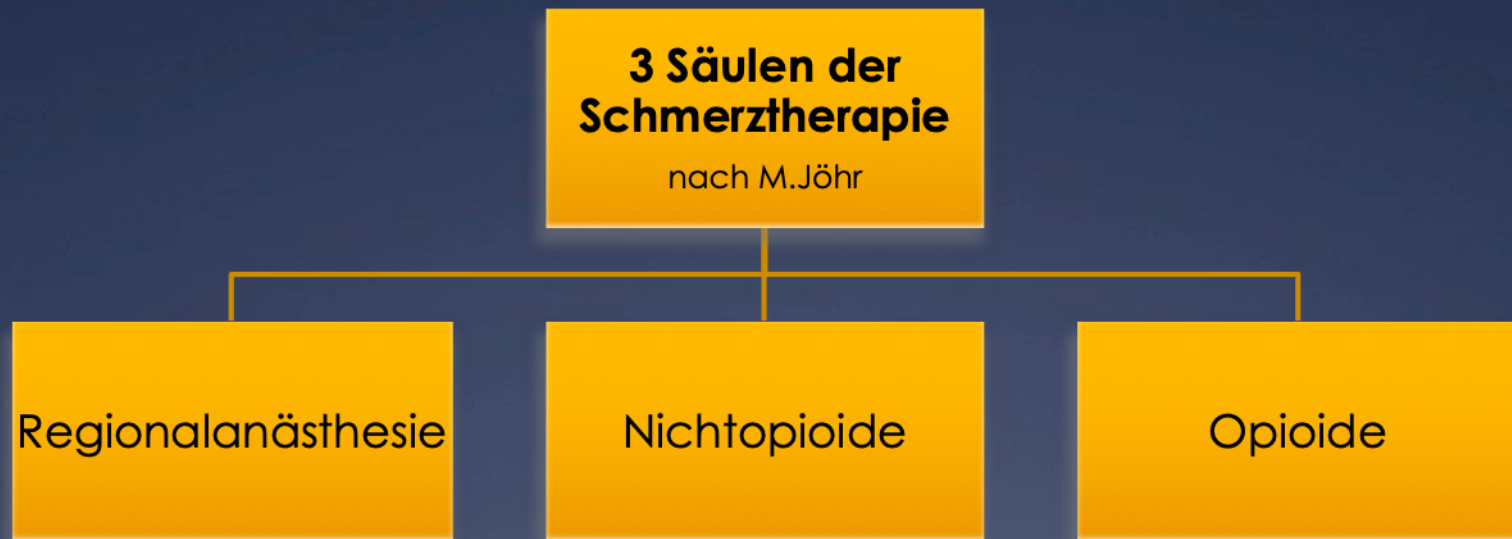 3 Säulen der
Schmerztherapie
nach M.Jöhr
Regionalanästhesie
Nichtopioide
Opioide